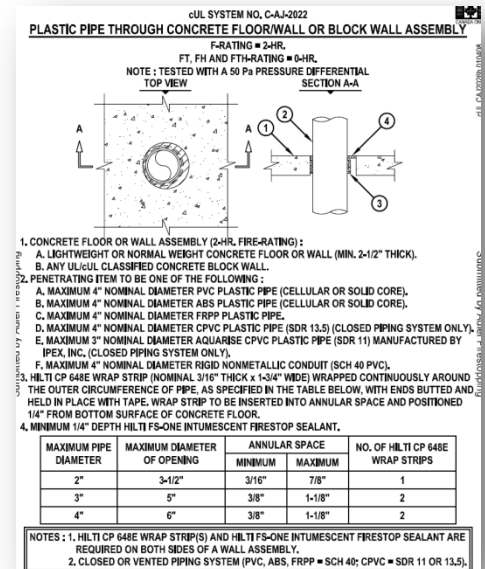 cUL SYSTEM NO. C-AJ-2022
PLASTIC PIPE THROUGH CONCRETE FLOOR/WALL OR BLOCK WALL ASSEMBLY
F-RATING = 2-HR.
FT, FH AND FTH-RATING = 0-HR.
NOTE : TESTED WITH A 50 Pa PRESSURE DIFFERENTIAL
TOP VIEW SECTION A-A
A A
1 2 3 4
1. CONCRETE FLOOR OR WALL ASSEMBLY (2-HR. FIRE-RATING) :
A. LIGHTWEIGHT OR NORMAL WEIGHT CONCRETE FLOOR OR WALL (MIN. 2-1/2" THICK).
B. ANY UL/cUL CLASSIFIED CONCRETE BLOCK WALL.
2. PENETRATING ITEM TO BE ONE OF THE FOLLOWING :
A. MAXIMUM 4" NOMINAL DIAMETER PVC PLASTIC PIPE (CELLULAR OR SOLID CORE).
B. MAXIMUM 4" NOMINAL DIAMETER ABS PLASTIC PIPE (CELLULAR OR SOLID CORE).
C. MAXIMUM 4" NOMINAL DIAMETER FRPP PLASTIC PIPE.
D. MAXIMUM 4" NOMINAL DIAMETER CPVC PLASTIC PIPE (SDR 13.5) (CLOSED PIPING SYSTEM ONLY).
E. MAXIMUM 3" NOMINAL DIAMETER AQUARISE CPVC PLASTIC PIPE (SDR 11) MANUFACTURED BY
IPEX, INC. (CLOSED PIPING SYSTEM ONLY).
F. MAXIMUM 4" NOMINAL DIAMETER RIGID NONMETALLIC CONDUIT (SCH 40 PVC).
3. HILTI CP 648E WRAP STRIP (NOMINAL 3/16" THICK x 1-3/4" WIDE) WRAPPED CONTINUOUSLY AROUND
THE OUTER CIRCUMFERENCE OF PIPE, AS SPECIFIED IN THE TABLE BELOW, WITH ENDS BUTTED AND
HELD IN PLACE WITH TAPE. WRAP STRIP TO BE INSERTED INTO ANNULAR SPACE AND POSITIONED
1/4" FROM BOTTOM SURFACE OF CONCRETE FLOOR.
4. MINIMUM 1/4" DEPTH HILTI FS-ONE INTUMESCENT FIRESTOP SEALANT.
MAXIMUM PIPE DIAMETER MAXIMUM DIAMETER OF OPENING ANNULAR SPACE NO. OF HILTI CP 648E WRAP STRIPS
MINIMUM MAXIMUM
2" 3-1/2" 3/16" 7/8" 1
3" 5" 3/8" 1-1/8" 2
4" 6" 3/8" 1-1/8" 2
NOTES : 1. HILTI CP 648E WRAP STRIP(S) AND HILTI FS-ONE INTUMESCENT FIRESTOP SEALANT ARE
REQUIRED ON BOTH SIDES OF A WALL ASSEMBLY.
2. CLOSED OR VENTED PIPING SYSTEM (PVC, ABS, FRPP = SCH 40; CPVC = SDR 11 OR 13.5).